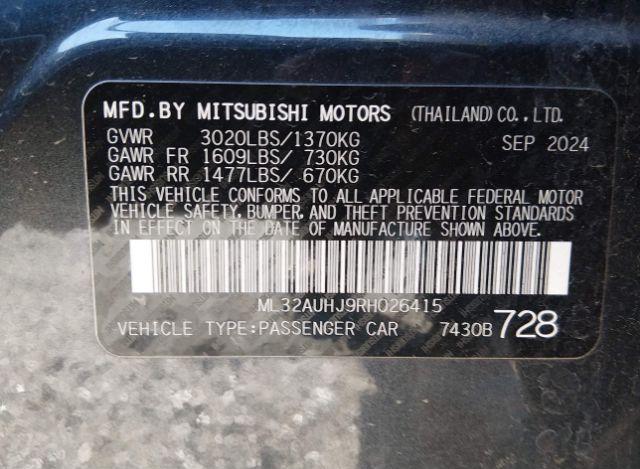 MFD.BY MITSUBISHI MOTORS (THAILAND)CO.,LTD.
GVWR 3020LBS/1370KG SEP 2024
GAWR FR 1609LBS/ 730KG
GAWR RR 1477LBS/ 670KG
THIS VEHICLE CONFORMS TO ALL APPLICABLE FEDERAL MOTOR
VEHICLE SAFETY, BUMPER, AND THEFT PREVENTION STANDARDS
IN EFFECT ON THE DATE OF MANUFACTURE SHOWN ABOVE.
ML32AUHJ9RH026415
VEHICLE TYPE:PASSENGER CAR 7430B 728